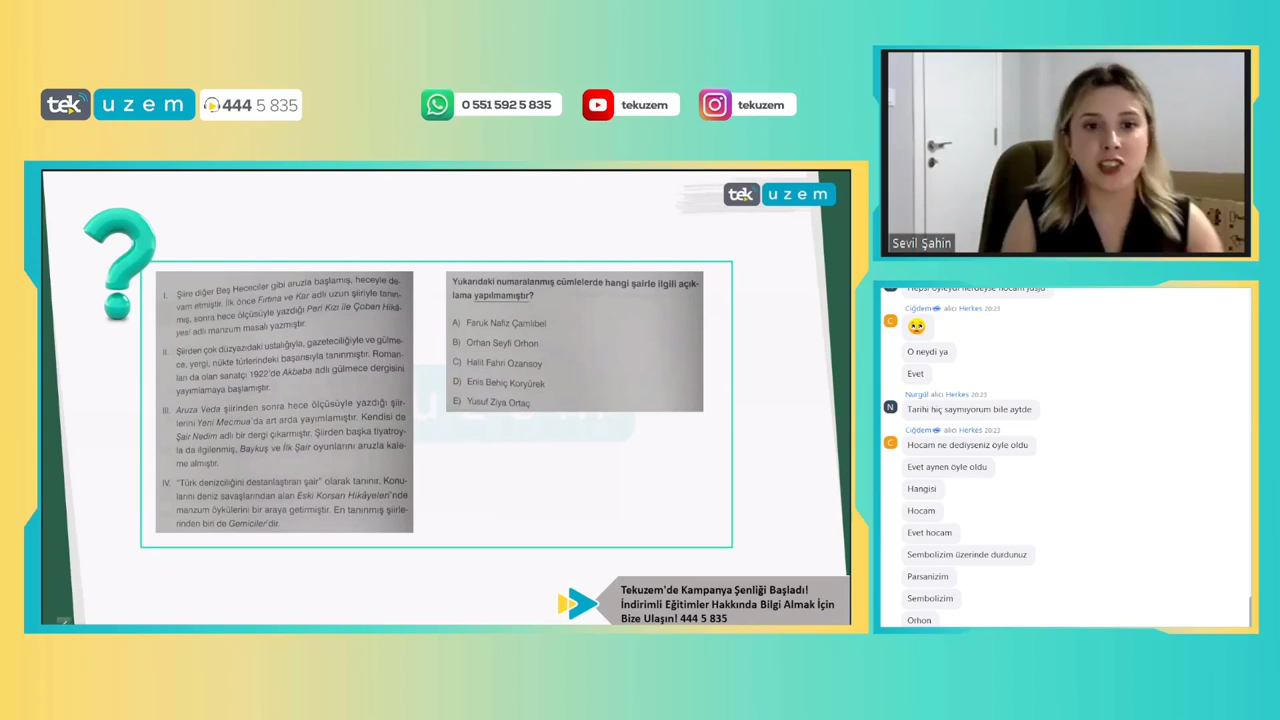 tek uzem 444 5 835
0 551 592 5 835
tekuzem
tekuzem
tek uzem
I. Şiire diğer Beş Hececiler gibi aruzla başlamış, heceyle de-
vam etmiştir. İlk önce Fırtına ve Kar adlı uzun şiiriyle tanın-
mış, sonra hece ölçüsüyle yazdığı Peri Kızı ile Çoban Hikâ-
yesi adlı manzum masalı yazmıştır.
II. Şiirden çok düzyazıdaki ustalığıyla, gazeteciliğiyle ve gülme-
ce, yergi, nükte türlerindeki başarısıyla tanınmıştır. Roman-
ları da olan sanatçı 1922'de Akbaba adlı gülmece dergisini
yayımlamaya başlamıştır.
III. Aruza Veda şiirinden sonra hece ölçüsüyle yazdığı şiir-
lerini Yeni Mecmua'da art arda yayımlamıştır. Kendisi de
Şair Nedim adlı bir dergi çıkarmıştır. Şiirden başka tiyatroy-
la da ilgilenmiş, Baykuş ve İlk Şair oyunlarını aruzla kale-
me almıştır.
IV. "Türk denizciliğini destanlaştıran şair" olarak tanınır. Konu-
larını deniz savaşlarından alan Eski Korsan Hikâyeleri'nde
manzum öykülerini bir araya getirmiştir. En tanınmış şiirle-
rinden biri de Gemiciler'dir.
Yukarıdaki numaralanmış cümlelerde hangi şairle ilgili açık-
lama yapılmamıştır?
A) Faruk Nafiz Çamlıbel
B) Orhan Seyfi Orhon
C) Halit Fahri Ozansoy
D) Enis Behiç Koryürek
E) Yusuf Ziya Ortaç
Tekuzem'de Kampanya Şenliği Başladı!
İndirimli Eğitimler Hakkında Bilgi Almak İçin
Bize Ulaşın! 444 5 835
Sevil Şahin
Hepsi öyleydi nerdeyse hocam
Çiğdem alıcı Herkes 20:23
C
O neydi ya
Evet
Nurgül alıcı Herkes 20:23
N
Tarihi hiç saymıyorum bile aytde
Çiğdem alıcı Herkes 20:23
C
Hocam ne dediyseniz öyle oldu
Evet aynen öyle oldu
Hangisi
Hocam
Evet hocam
Sembolizim üzerinde durdunuz
Parsanizim
Sembolizim
Orhon